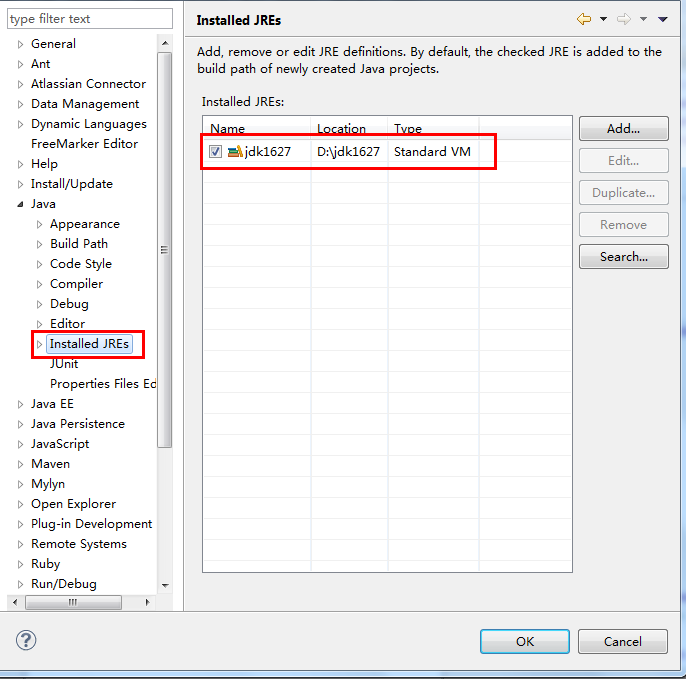 type filter text
General
Ant
Atlassian Connector
Data Management
Dynamic Languages
FreeMarker Editor
Help
Install/Update
Java
Appearance
Build Path
Code Style
Compiler
Debug
Editor
Installed JREs
JUnit
Properties Files Ed
Java EE
Java Persistence
JavaScript
Maven
Mylyn
Open Explorer
Plug-in Development
Remote Systems
Ruby
Run/Debug
Installed JREs
Add, remove or edit JRE definitions. By default, the checked JRE is added to the
build path of newly created Java projects.
Installed JREs:
Name Location Type
jdk1627 D:\jdk1627 Standard VM
Add...
Edit...
Duplicate...
Remove
Search...
?
OK Cancel